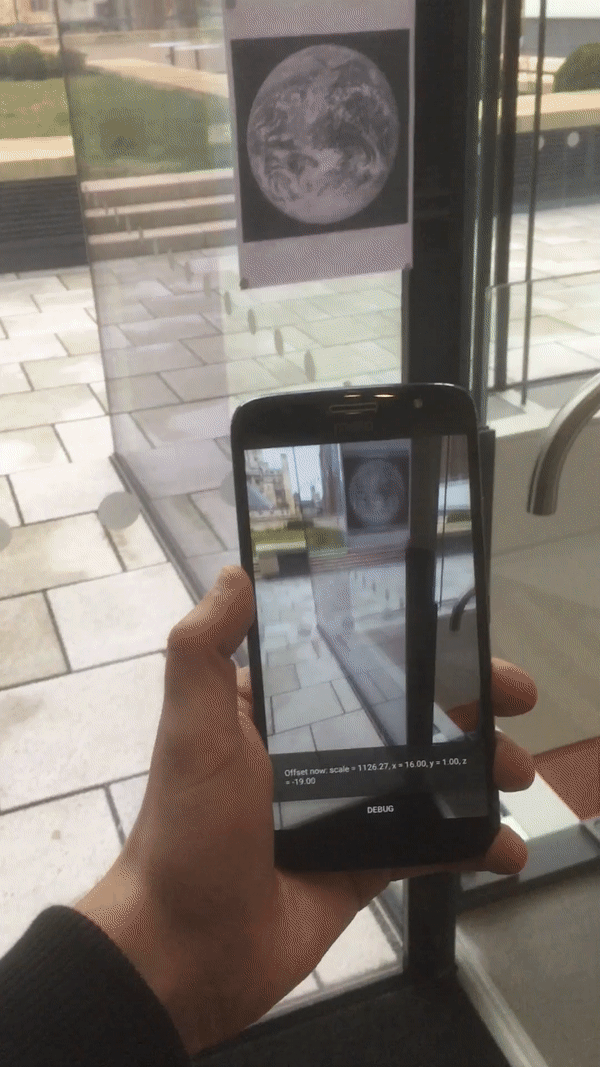 Offset now: scale = 1126.27, x = 16.00, y = 1.00, z
= -19.00
DEBUG